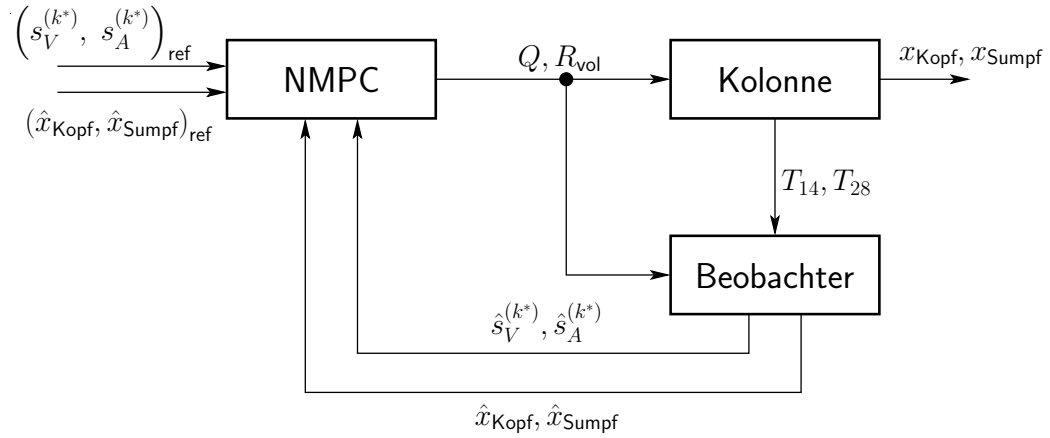 (s_V^(k*), s_A^(k*))_ref
(x̂_Kopf, x̂_Sumpf)_ref
NMPC
Q, R_vol
Kolonne
x_Kopf, x_Sumpf
T_14, T_28
Beobachter
ŝ_V^(k*), ŝ_A^(k*)
x̂_Kopf, x̂_Sumpf